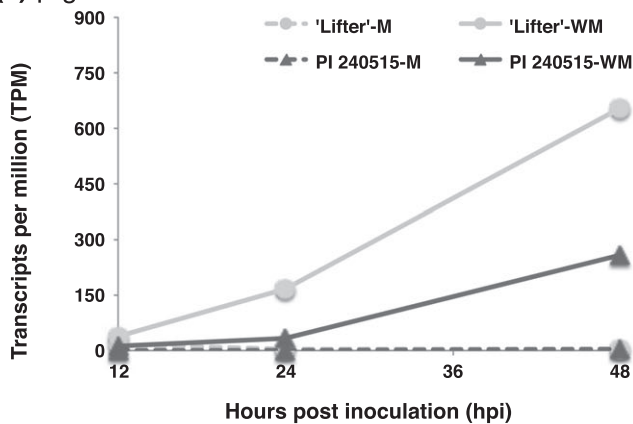 900
'Lifter'-M 'Lifter'-WM
PI 240515-M PI 240515-WM
750
600
450
300
150
0
12 24 36 48
Transcripts per million (TPM)
Hours post inoculation (hpi)